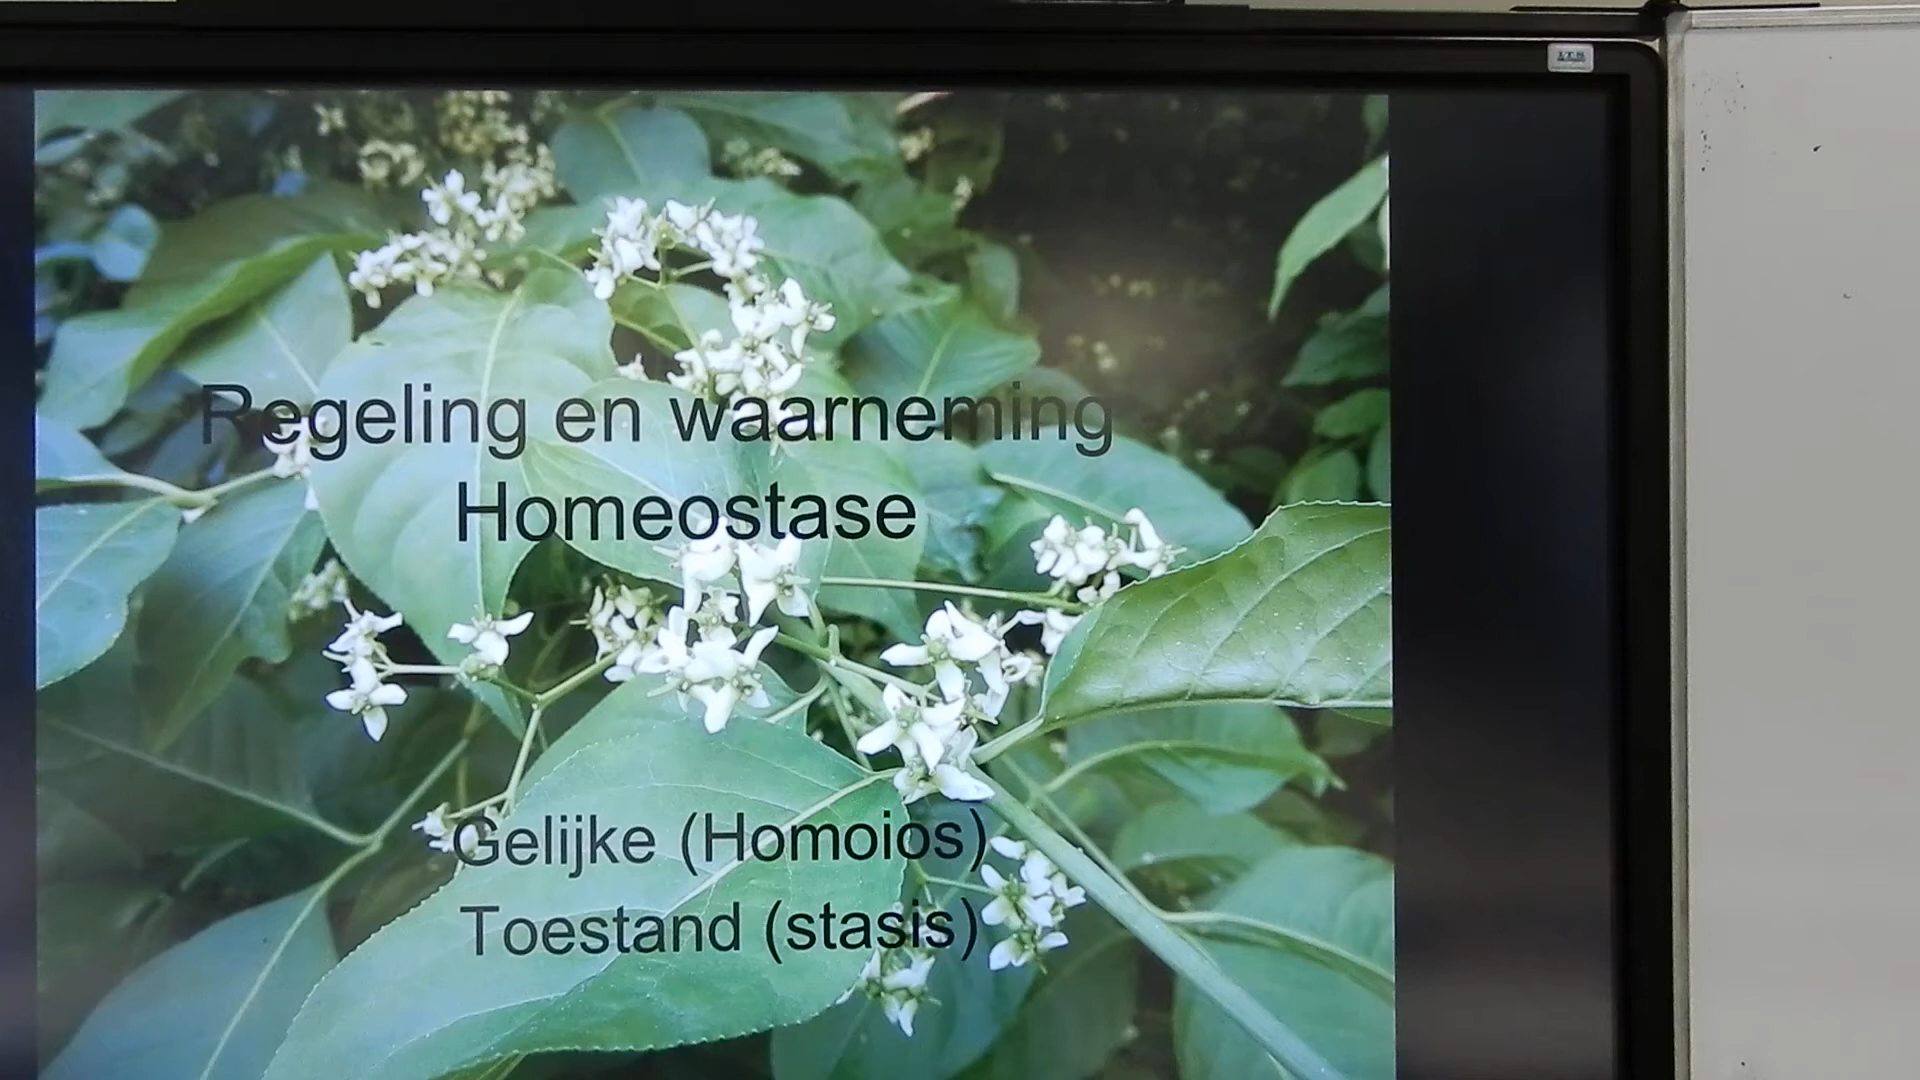 Regeling en waarneming
Homeostase
Gelijke (Homoios)
Toestand (stasis)